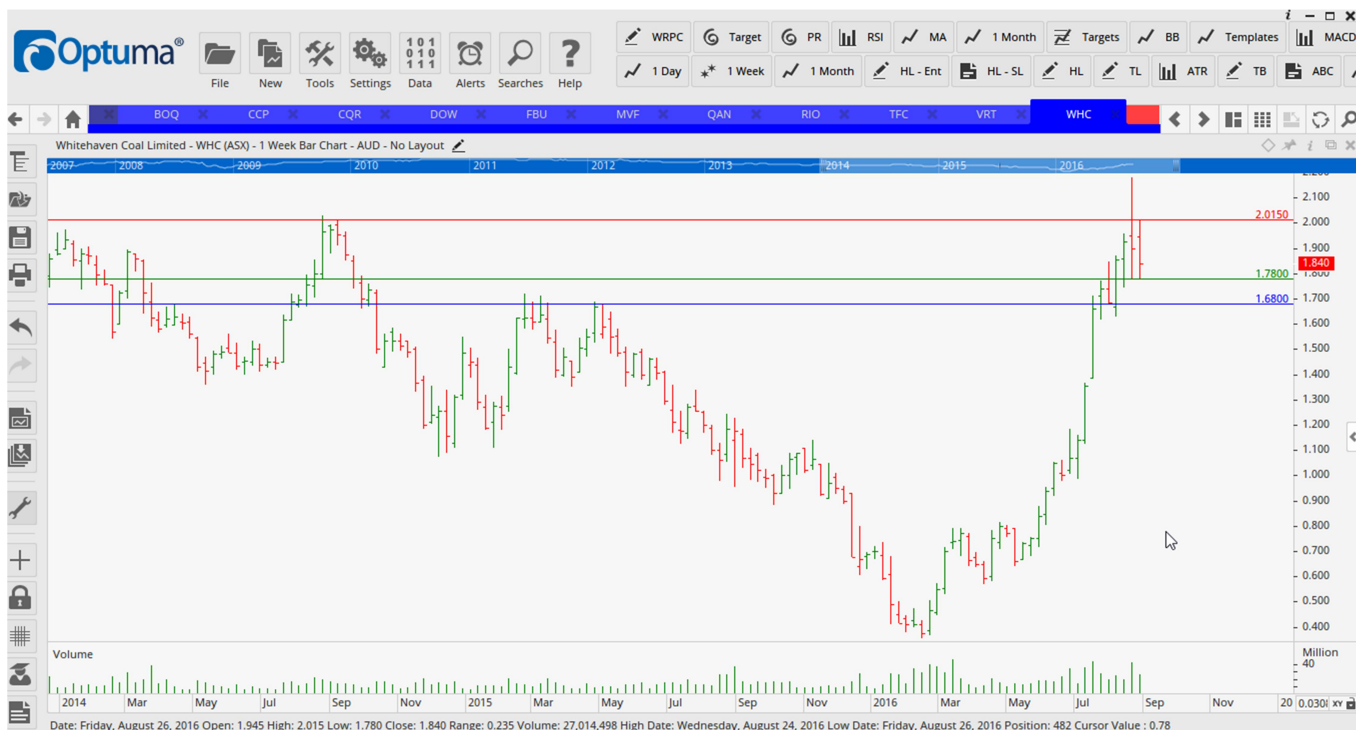 i
Optuma®
File New Tools Settings Data Alerts Searches Help
WRPC Target PR RSI MA 1 Month Targets BB Templates MACD
1 Day 1 Week 1 Month HL - Ent HL - SL HL TL ATR TB ABC
BOQ CCP CQR DOW FBU MVF QAN RIO TFC VRT WHC
Whitehaven Coal Limited - WHC (ASX) - 1 Week Bar Chart - AUD - No Layout
2007 2008 2009 2010 2011 2012 2013 2014 2015 2016
2.100
2.0150
2.000
1.900
1.840
1.7800
1.800
1.6800
1.700
1.600
1.500
1.400
1.300
1.200
1.100
1.000
0.900
0.800
0.700
0.600
0.500
0.400
Volume
Million
40
2014 Mar May Jul Sep Nov 2015 Mar May Jul Sep Nov 2016 Mar May Jul Sep Nov 20
XY
Date: Friday, August 26, 2016 Open: 1.945 High: 2.015 Low: 1.780 Close: 1.840 Range: 0.235 Volume: 27,014,498 High Date: Wednesday, August 24, 2016 Low Date: Friday, August 26, 2016 Position: 482 Cursor Value : 0.78